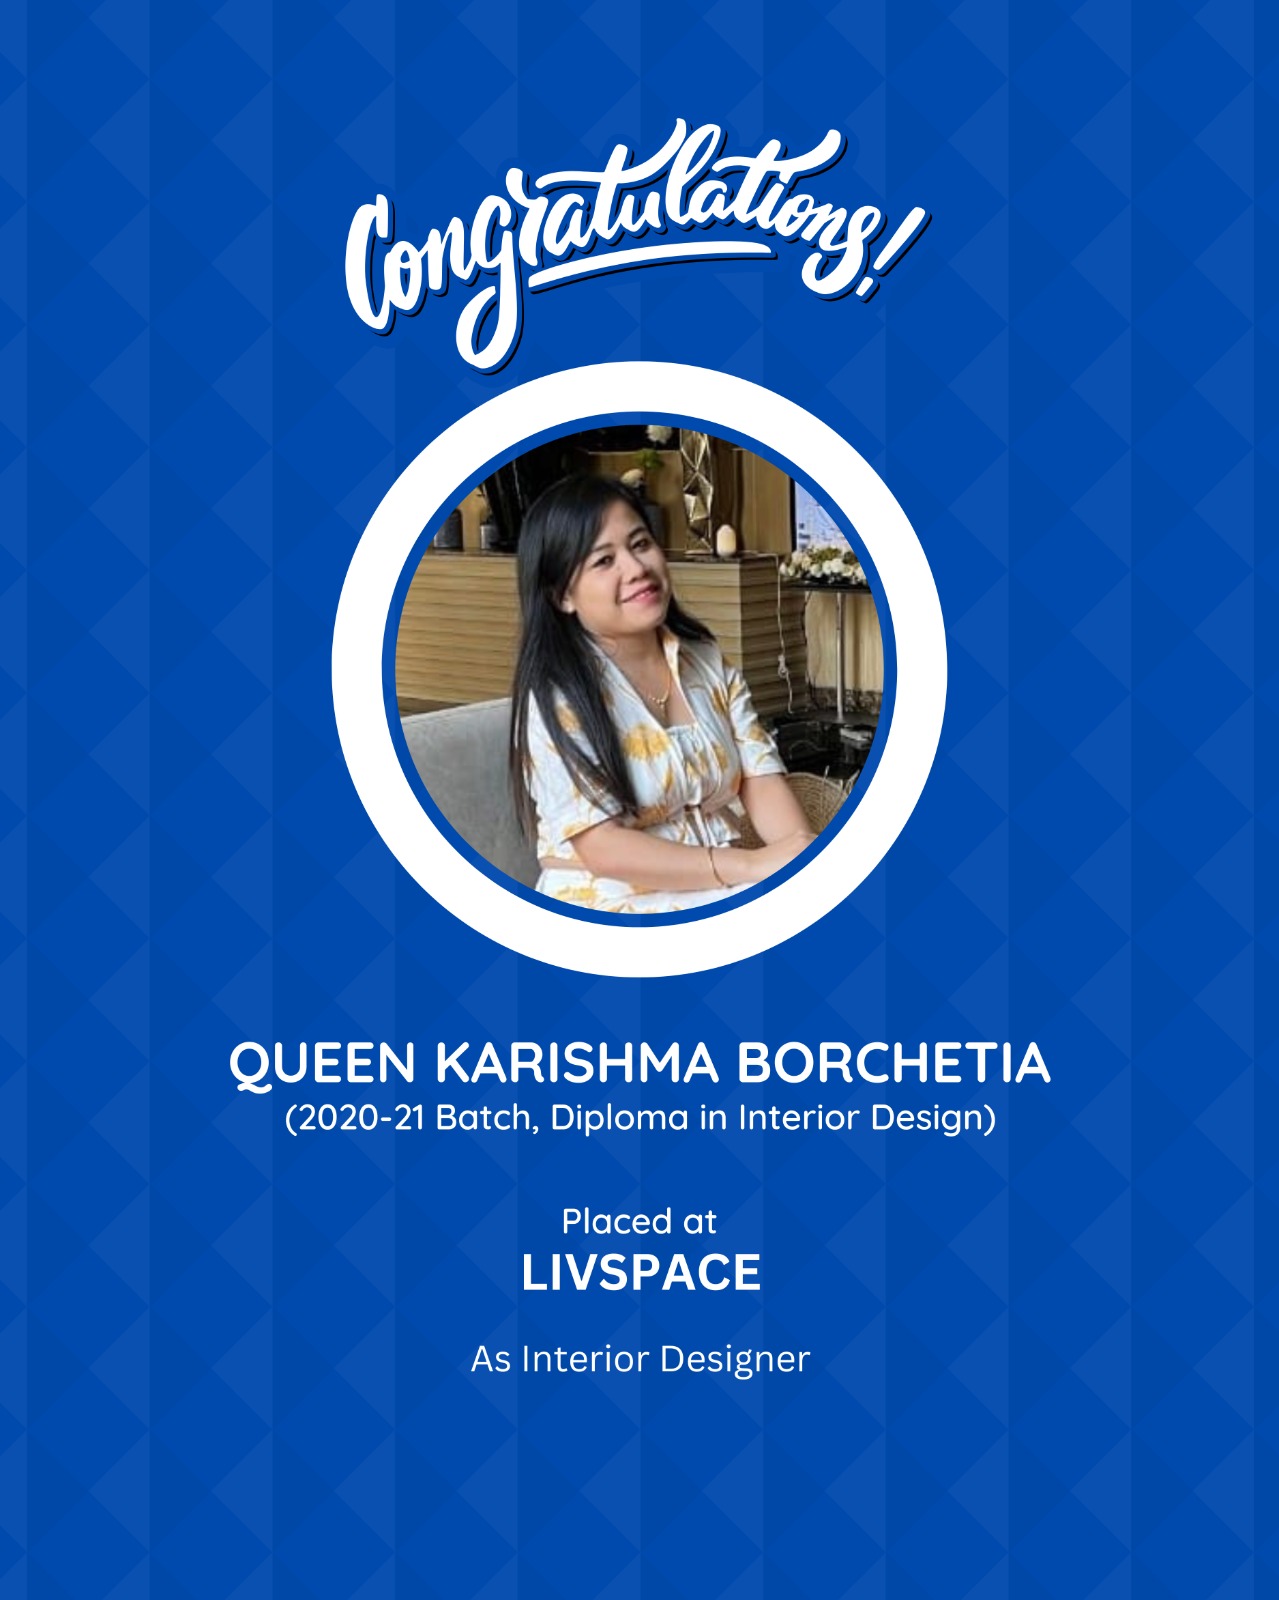 Congratulations!
QUEEN KARISHMA BORCHETIA
(2020-21 Batch, Diploma in Interior Design)
Placed at
LIVSPACE
As Interior Designer